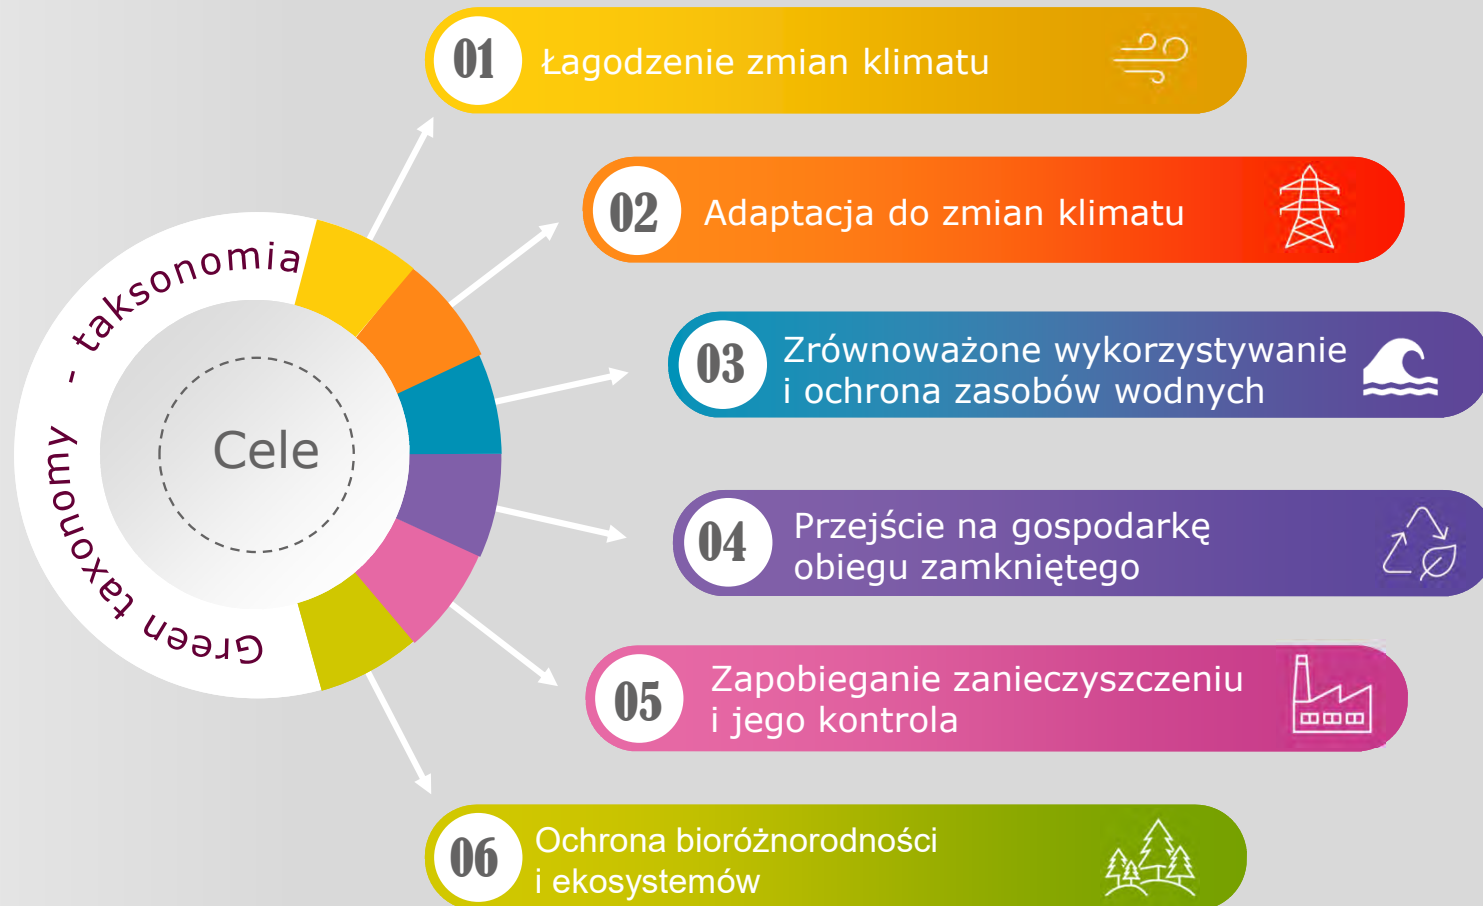 Green taxonomy - taksonomia
Cele
01
Łagodzenie zmian klimatu
02
Adaptacja do zmian klimatu
03
Zrównoważone wykorzystywanie
i ochrona zasobów wodnych
04
Przejście na gospodarkę
obiegu zamkniętego
05
Zapobieganie zanieczyszczeniu
i jego kontrola
06
Ochrona bioróżnorodności
i ekosystemów